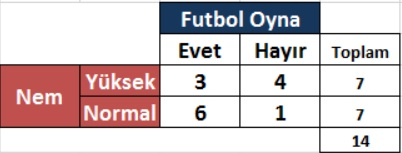 Futbol Oyna
Evet Hayır Toplam
Nem Yüksek 3 4 7
Normal 6 1 7
14